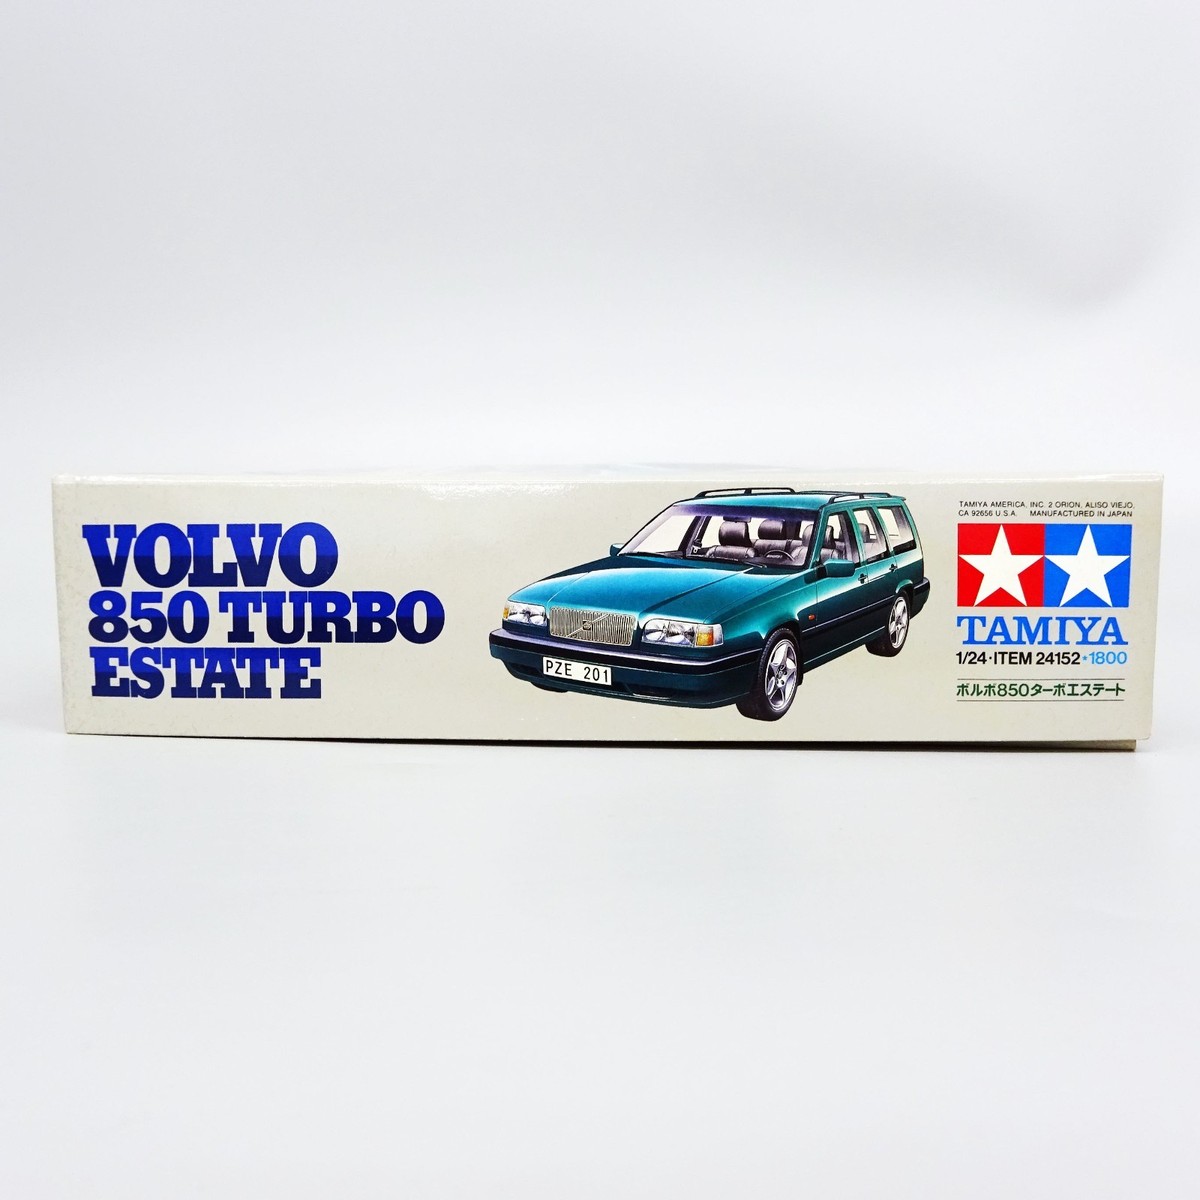 VOLVO
850 TURBO
ESTATE
PZE 201
TAMIYA AMERICA, INC. 2 ORION, ALISO VIEJO,
CA 92656 U.S.A. MANUFACTURED IN JAPAN
TAMIYA
1/24・ITEM 24152・1800
ボルボ850ターボエステート